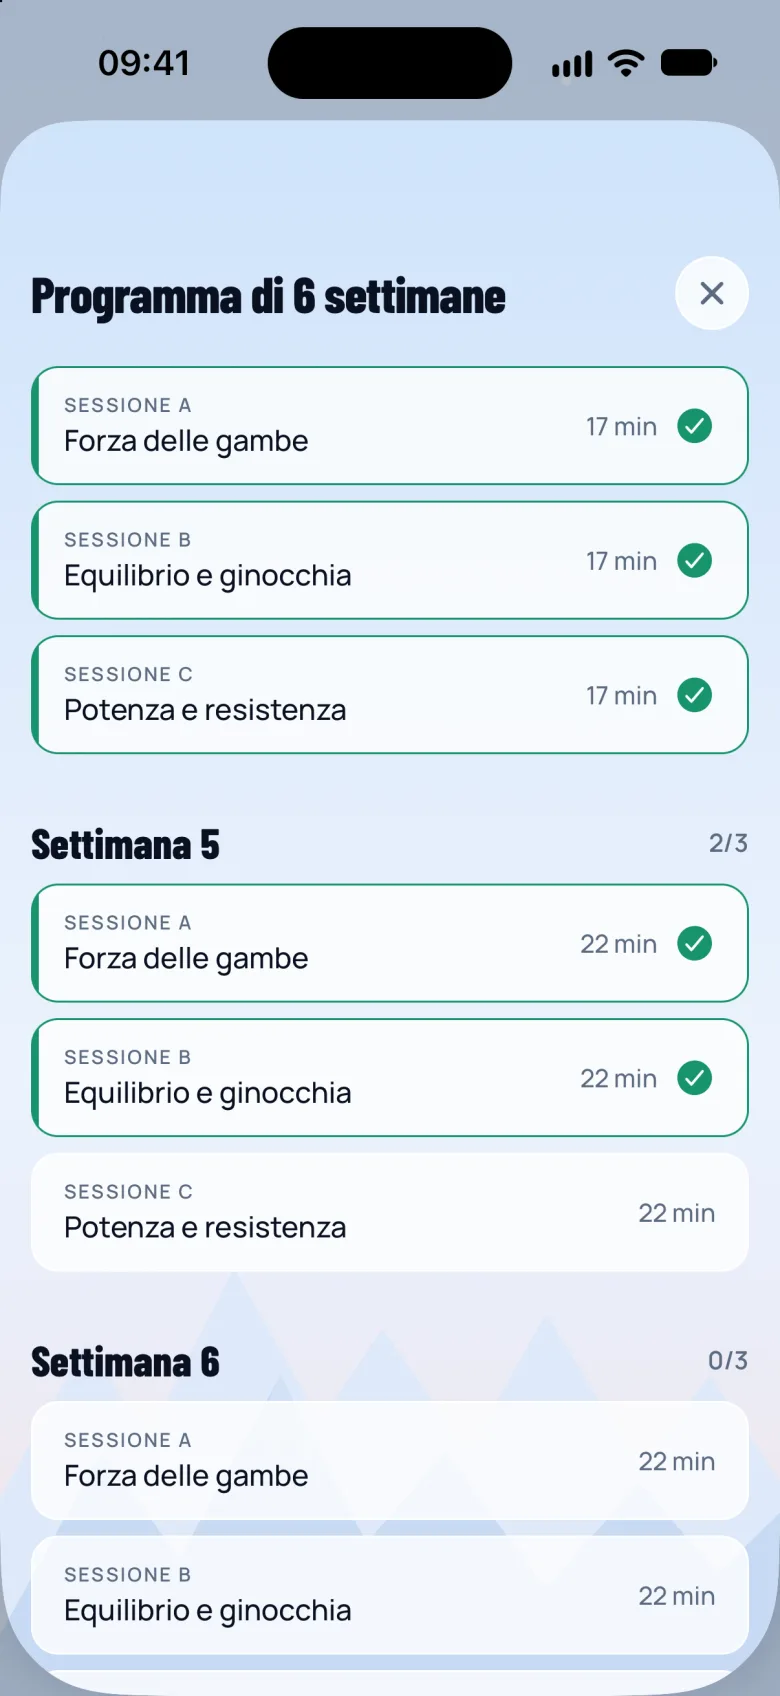 09:41
Programma di 6 settimane
SESSIONE A
Forza delle gambe
17 min
SESSIONE B
Equilibrio e ginocchia
17 min
SESSIONE C
Potenza e resistenza
17 min
Settimana 5
2/3
SESSIONE A
Forza delle gambe
22 min
SESSIONE B
Equilibrio e ginocchia
22 min
SESSIONE C
Potenza e resistenza
22 min
Settimana 6
0/3
SESSIONE A
Forza delle gambe
22 min
SESSIONE B
Equilibrio e ginocchia
22 min